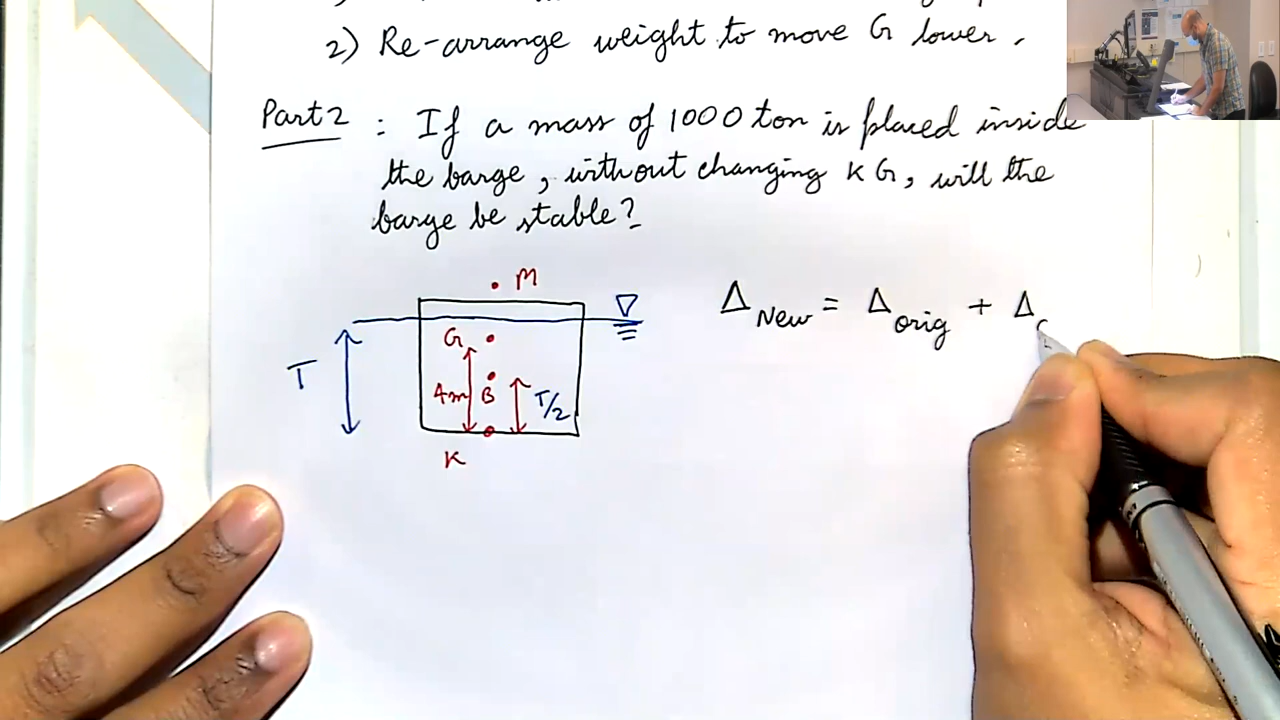 2) Re-arrange weight to move G lower.
Part 2 : If a mass of 1000 ton is placed inside
the barge, without changing KG, will the
barge be stable?
M
G
T
4m
B
T/2
K
Δ New = Δ orig + Δ